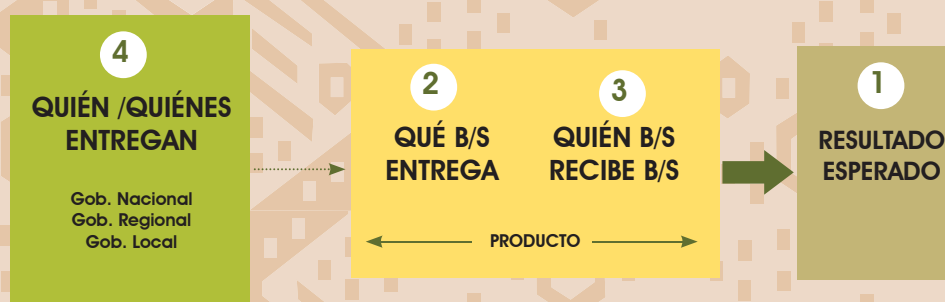 4
QUIÉN /QUIÉNES
ENTREGAN
Gob. Nacional
Gob. Regional
Gob. Local
2
QUÉ B/S
ENTREGA
3
QUIÉN B/S
RECIBE B/S
PRODUCTO
1
RESULTADO
ESPERADO